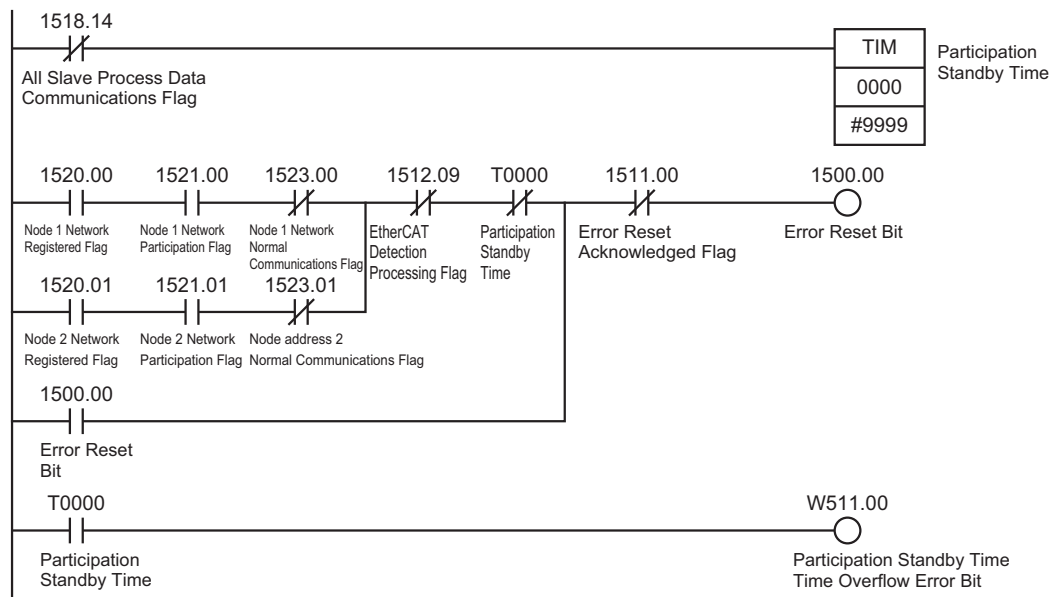 1518.14
All Slave Process Data
Communications Flag
TIM
0000
#9999
Participation
Standby Time
1520.00
1521.00
1523.00
1512.09
T0000
1511.00
1500.00
Node 1 Network
Registered Flag
Node 1 Network
Participation Flag
Node 1 Network
Normal
Communications Flag
EtherCAT
Detection
Processing Flag
Participation
Standby
Time
Error Reset
Acknowledged Flag
Error Reset Bit
1520.01
1521.01
1523.01
Node 2 Network
Registered Flag
Node 2 Network
Participation Flag
Node address 2
Normal Communications Flag
1500.00
Error Reset
Bit
T0000
Participation
Standby Time
W511.00
Participation Standby Time
Time Overflow Error Bit